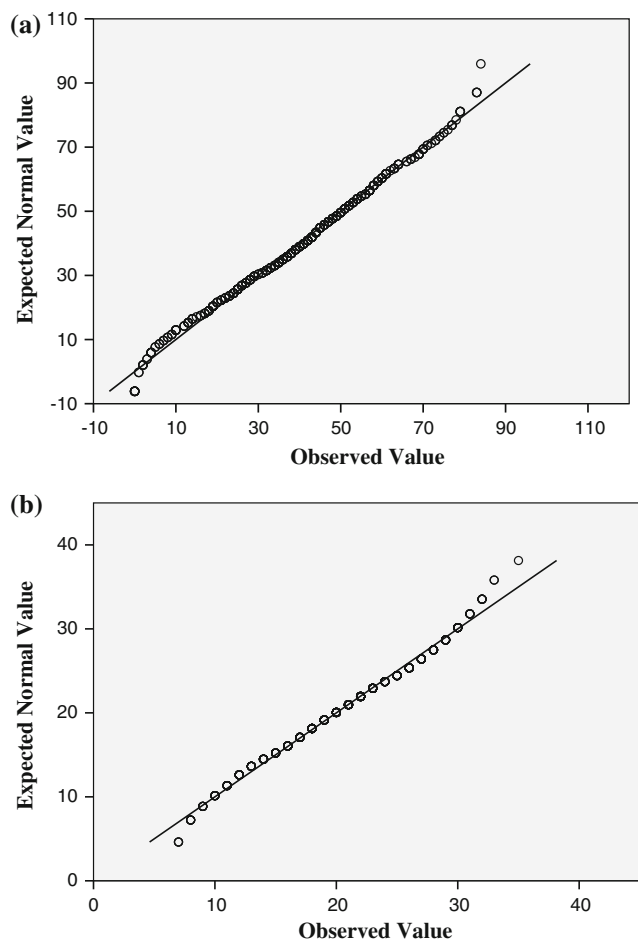 (a)
110
90
70
50
30
10
-10
Expected Normal Value
-10 10 30 50 70 90 110
Observed Value
(b)
40
30
20
10
0
Expected Normal Value
0 10 20 30 40
Observed Value